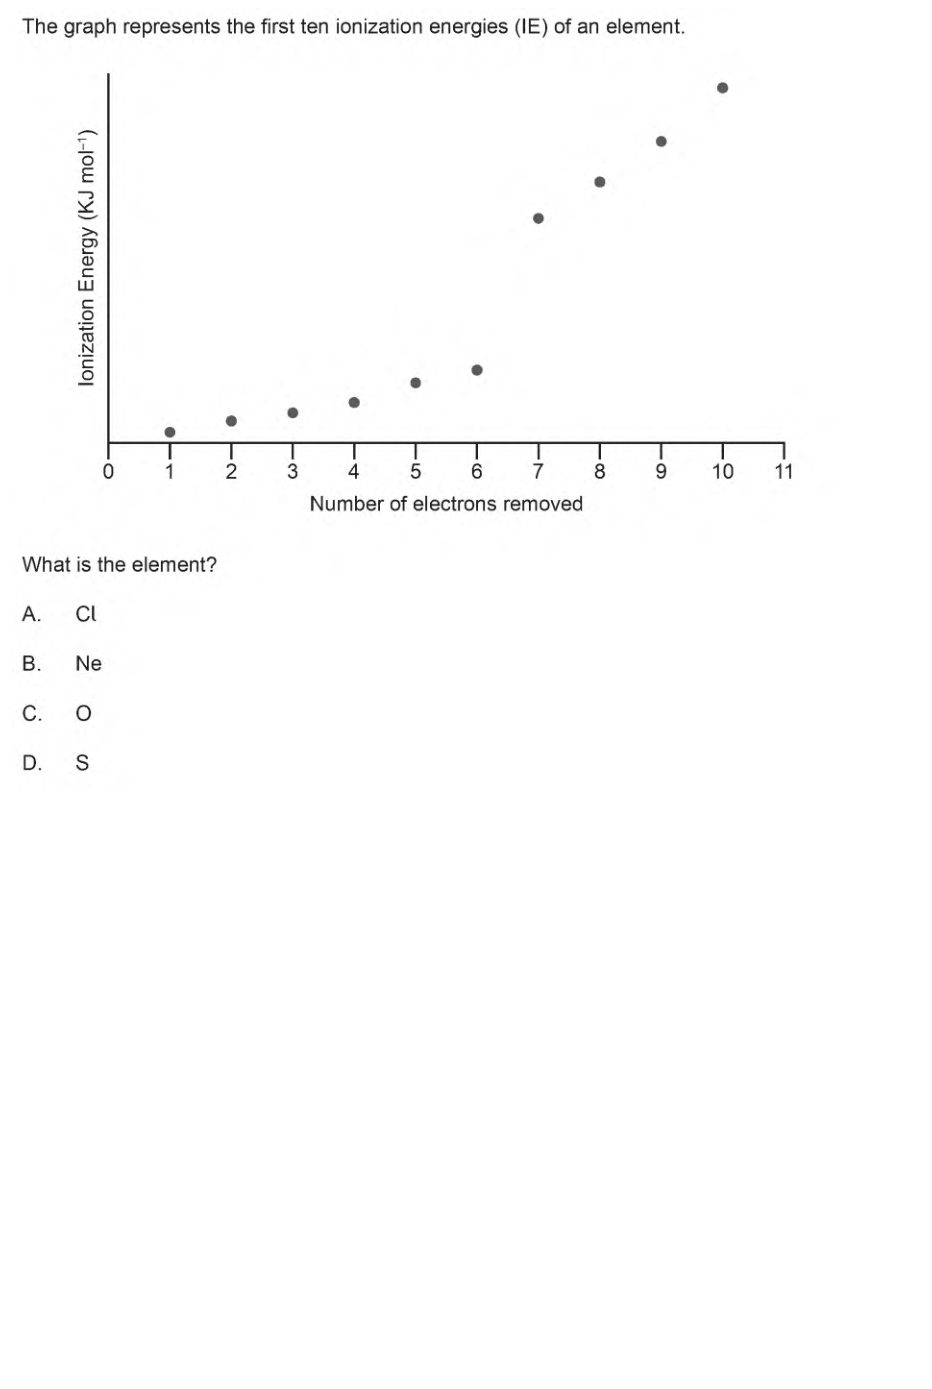 The graph represents the first ten ionization energies (IE) of an element.
Ionization Energy (KJ mol⁻¹)
0 1 2 3 4 5 6 7 8 9 10 11
Number of electrons removed
What is the element?
A. Cl
B. Ne
C. O
D. S